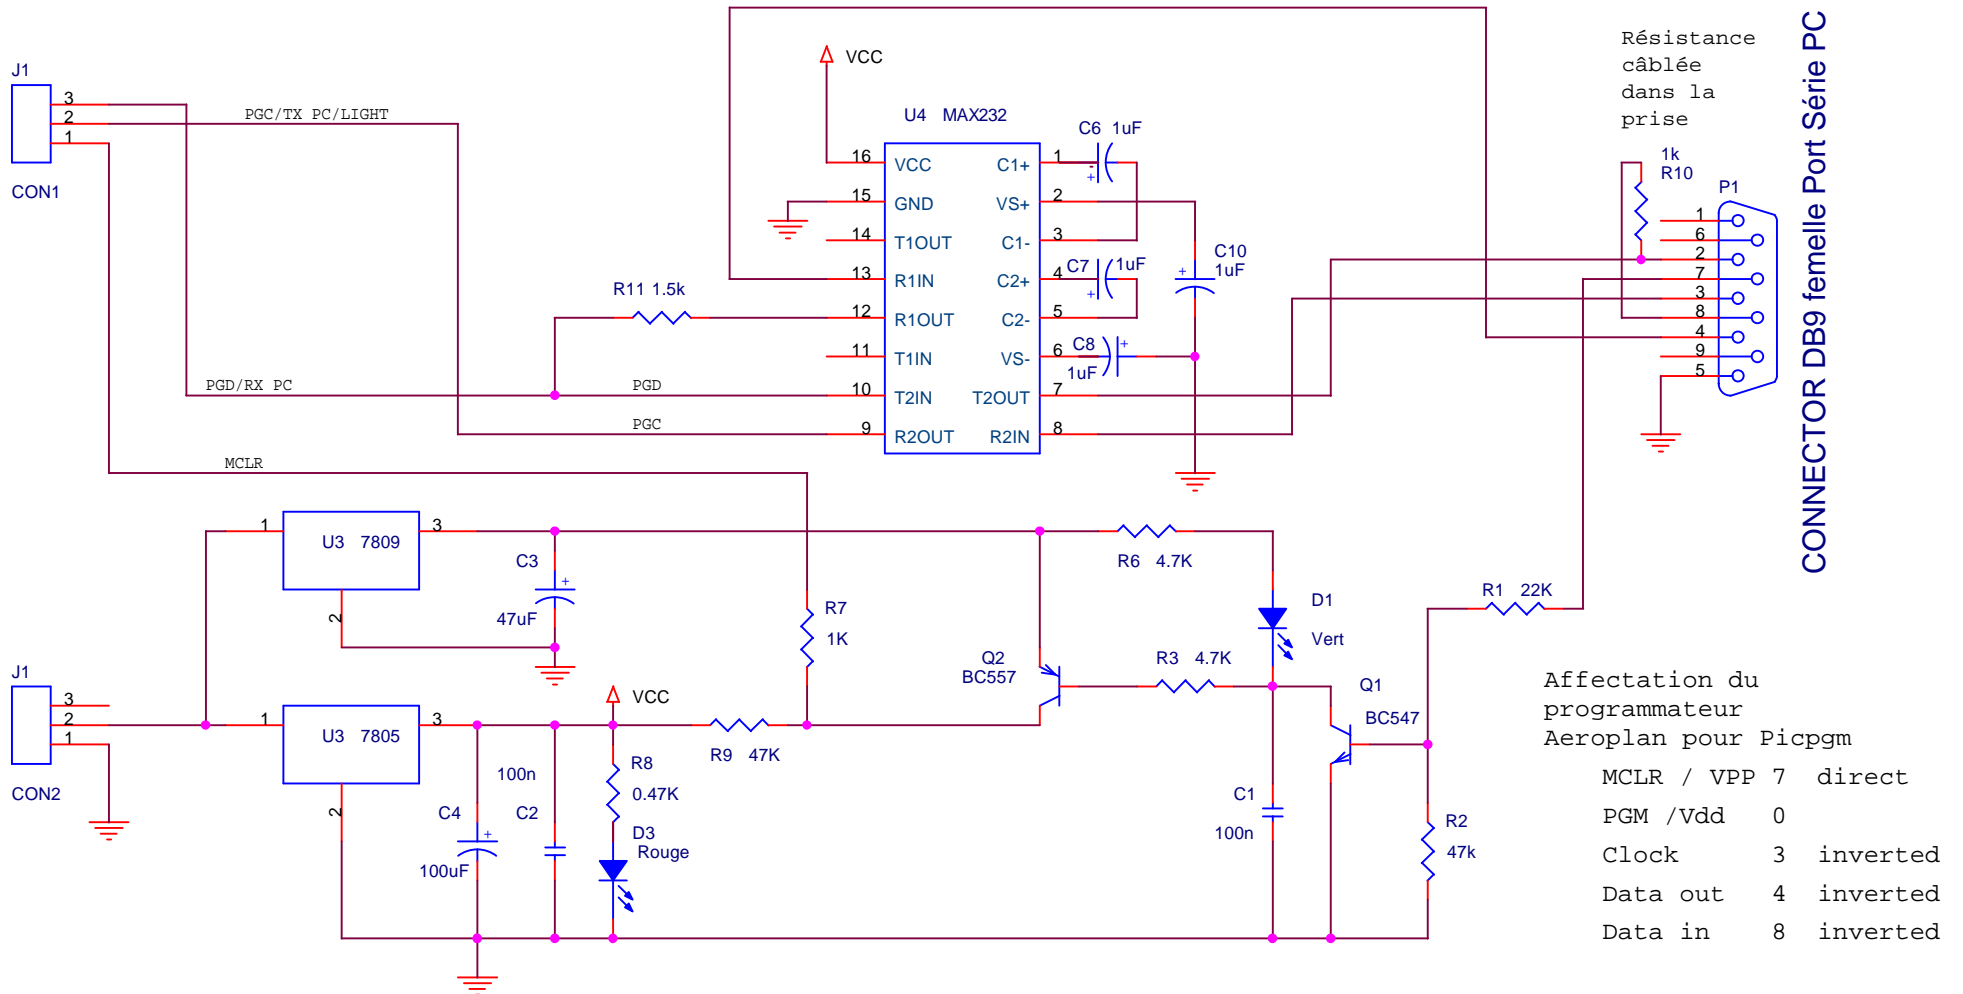 J1
3
2
1
CON1
PGC/TX PC/LIGHT
PGD/RX PC
PGD
PGC
MCLR
VCC
U4 MAX232
16 VCC
15 GND
14 T1OUT
13 R1IN
12 R1OUT
11 T1IN
10 T2IN
9 R2OUT
C1+ 1
VS+ 2
C1- 3
C2+ 4
C2- 5
VS- 6
T2OUT 7
R2IN 8
R11 1.5k
C6 1uF
- +
C7 1uF
+
C8
+
1uF
C10
1uF
+
Résistance
câblée
dans la
prise
1k
R10
P1
1
6
2
7
3
8
4
9
5
CONNECTOR DB9 femelle Port Série PC
1
U3 7809
3
2
C3
+
47uF
R7
1K
R6 4.7K
D1
Vert
R1 22K
Q2
BC557
R3 4.7K
Q1
BC547
J1
3
2
1
CON2
1
U3 7805
3
2
VCC
R9 47K
100n
C2
C4
+
100uF
R8
0.47K
D3
Rouge
C1
100n
R2
47k
Affectation du
programmateur
Aeroplan pour Picpgm
MCLR / VPP 7 direct
PGM /Vdd 0
Clock 3 inverted
Data out 4 inverted
Data in 8 inverted